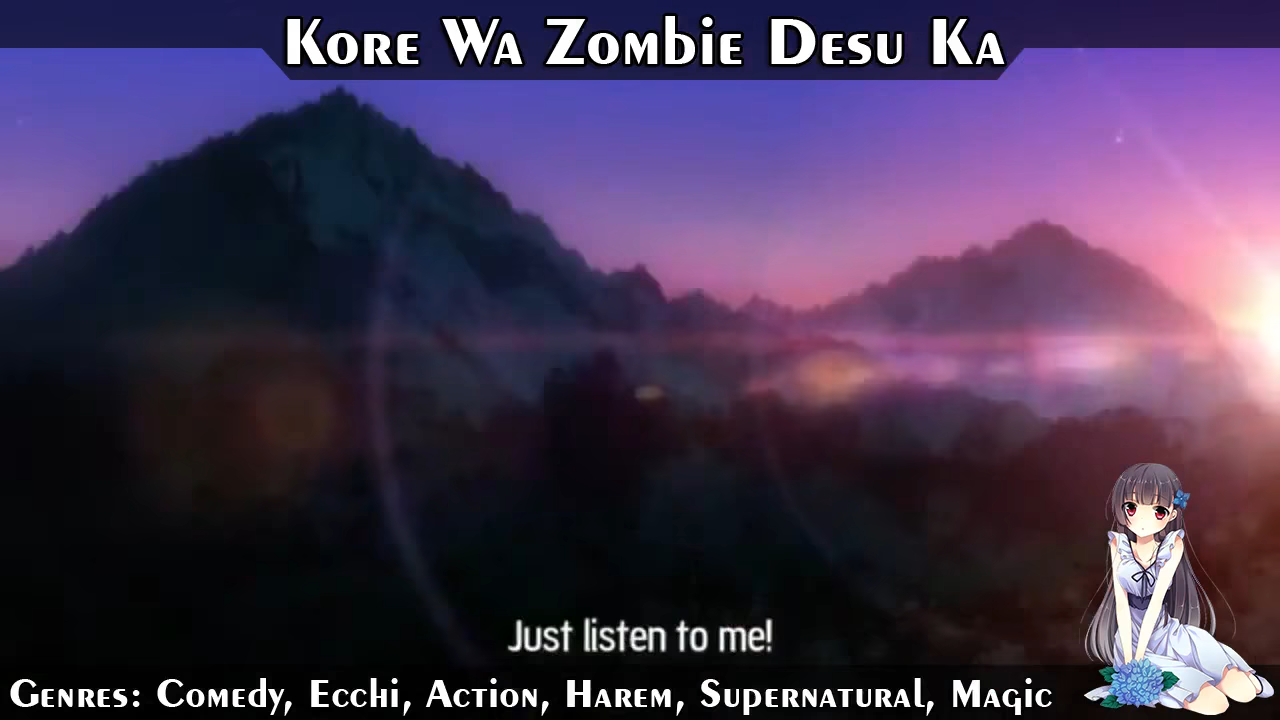 Kore Wa Zombie Desu Ka
Just listen to me!
Genres: Comedy, Ecchi, Action, Harem, Supernatural, Magic